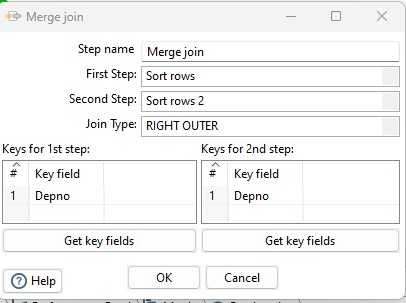 Merge join
Step name Merge join
First Step: Sort rows
Second Step: Sort rows 2
Join Type: RIGHT OUTER
Keys for 1st step: Keys for 2nd step:
# Key field # Key field
1 Depno 1 Depno
Get key fields Get key fields
Help OK Cancel